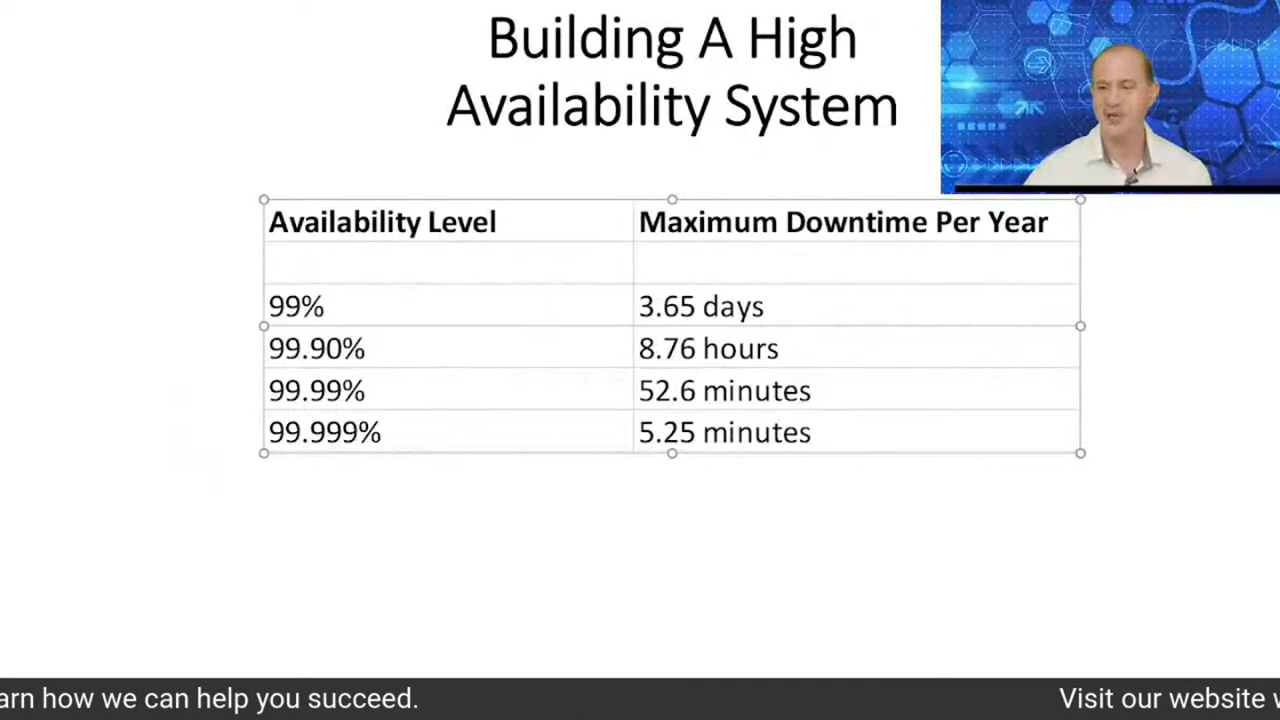 Building A High
Availability System
Availability Level Maximum Downtime Per Year
99% 3.65 days
99.90% 8.76 hours
99.99% 52.6 minutes
99.999% 5.25 minutes
how we can help you succeed. Visit our website